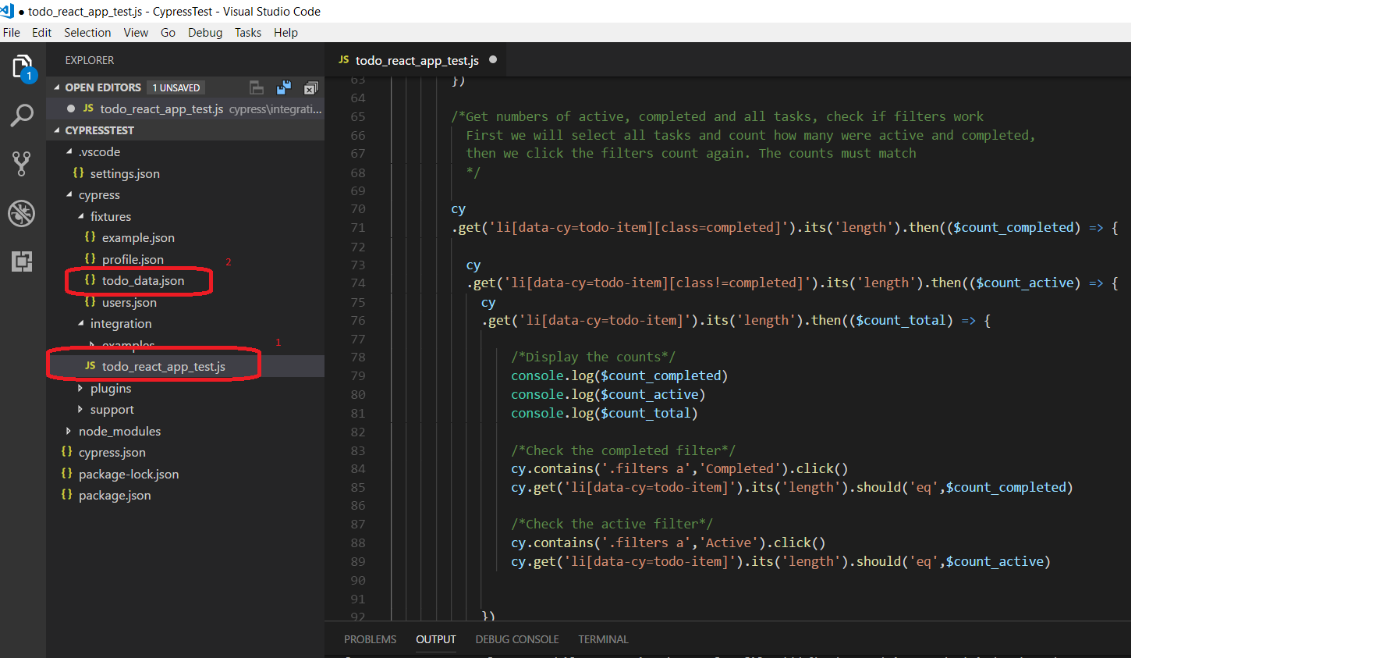 ● todo_react_app_test.js - CypressTest - Visual Studio Code
File Edit Selection View Go Debug Tasks Help
1
EXPLORER
OPEN EDITORS 1 UNSAVED
● JS todo_react_app_test.js cypress\integrati...
CYPRESSTEST
.vscode
{} settings.json
cypress
fixtures
{} example.json
{} profile.json
2
{} todo_data.json
{} users.json
integration
examples
1
JS todo_react_app_test.js
plugins
support
node_modules
{} cypress.json
{} package-lock.json
{} package.json
JS todo_react_app_test.js ●
63 })
64
65 /*Get numbers of active, completed and all tasks, check if filters work
66 First we will select all tasks and count how many were active and completed,
67 then we click the filters count again. The counts must match
68 */
69
70 cy
71 .get('li[data-cy=todo-item][class=completed]').its('length').then(($count_completed) => {
72
73 cy
74 .get('li[data-cy=todo-item][class!=completed]').its('length').then(($count_active) => {
75 cy
76 .get('li[data-cy=todo-item]').its('length').then(($count_total) => {
77
78 /*Display the counts*/
79 console.log($count_completed)
80 console.log($count_active)
81 console.log($count_total)
82
83 /*Check the completed filter*/
84 cy.contains('.filters a','Completed').click()
85 cy.get('li[data-cy=todo-item]').its('length').should('eq',$count_completed)
86
87 /*Check the active filter*/
88 cy.contains('.filters a','Active').click()
89 cy.get('li[data-cy=todo-item]').its('length').should('eq',$count_active)
90
91
92 })
PROBLEMS OUTPUT DEBUG CONSOLE TERMINAL